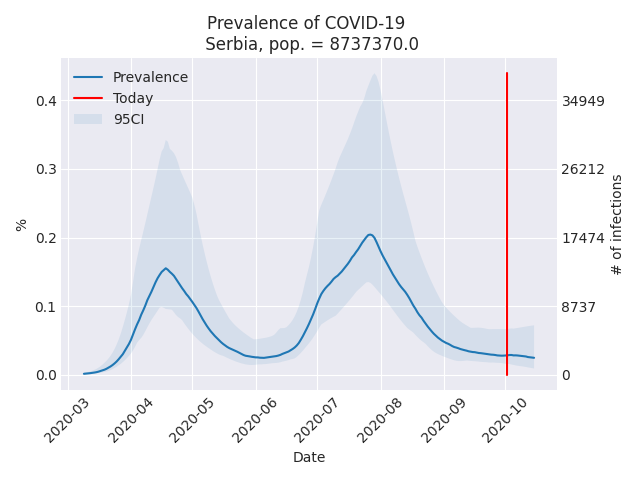 Prevalence of COVID-19
Serbia, pop. = 8737370.0
Prevalence
Today
95CI
0.4
0.3
0.2
0.1
0.0
%
34949
26212
17474
8737
0
# of infections
2020-03
2020-04
2020-05
2020-06
2020-07
2020-08
2020-09
2020-10
Date